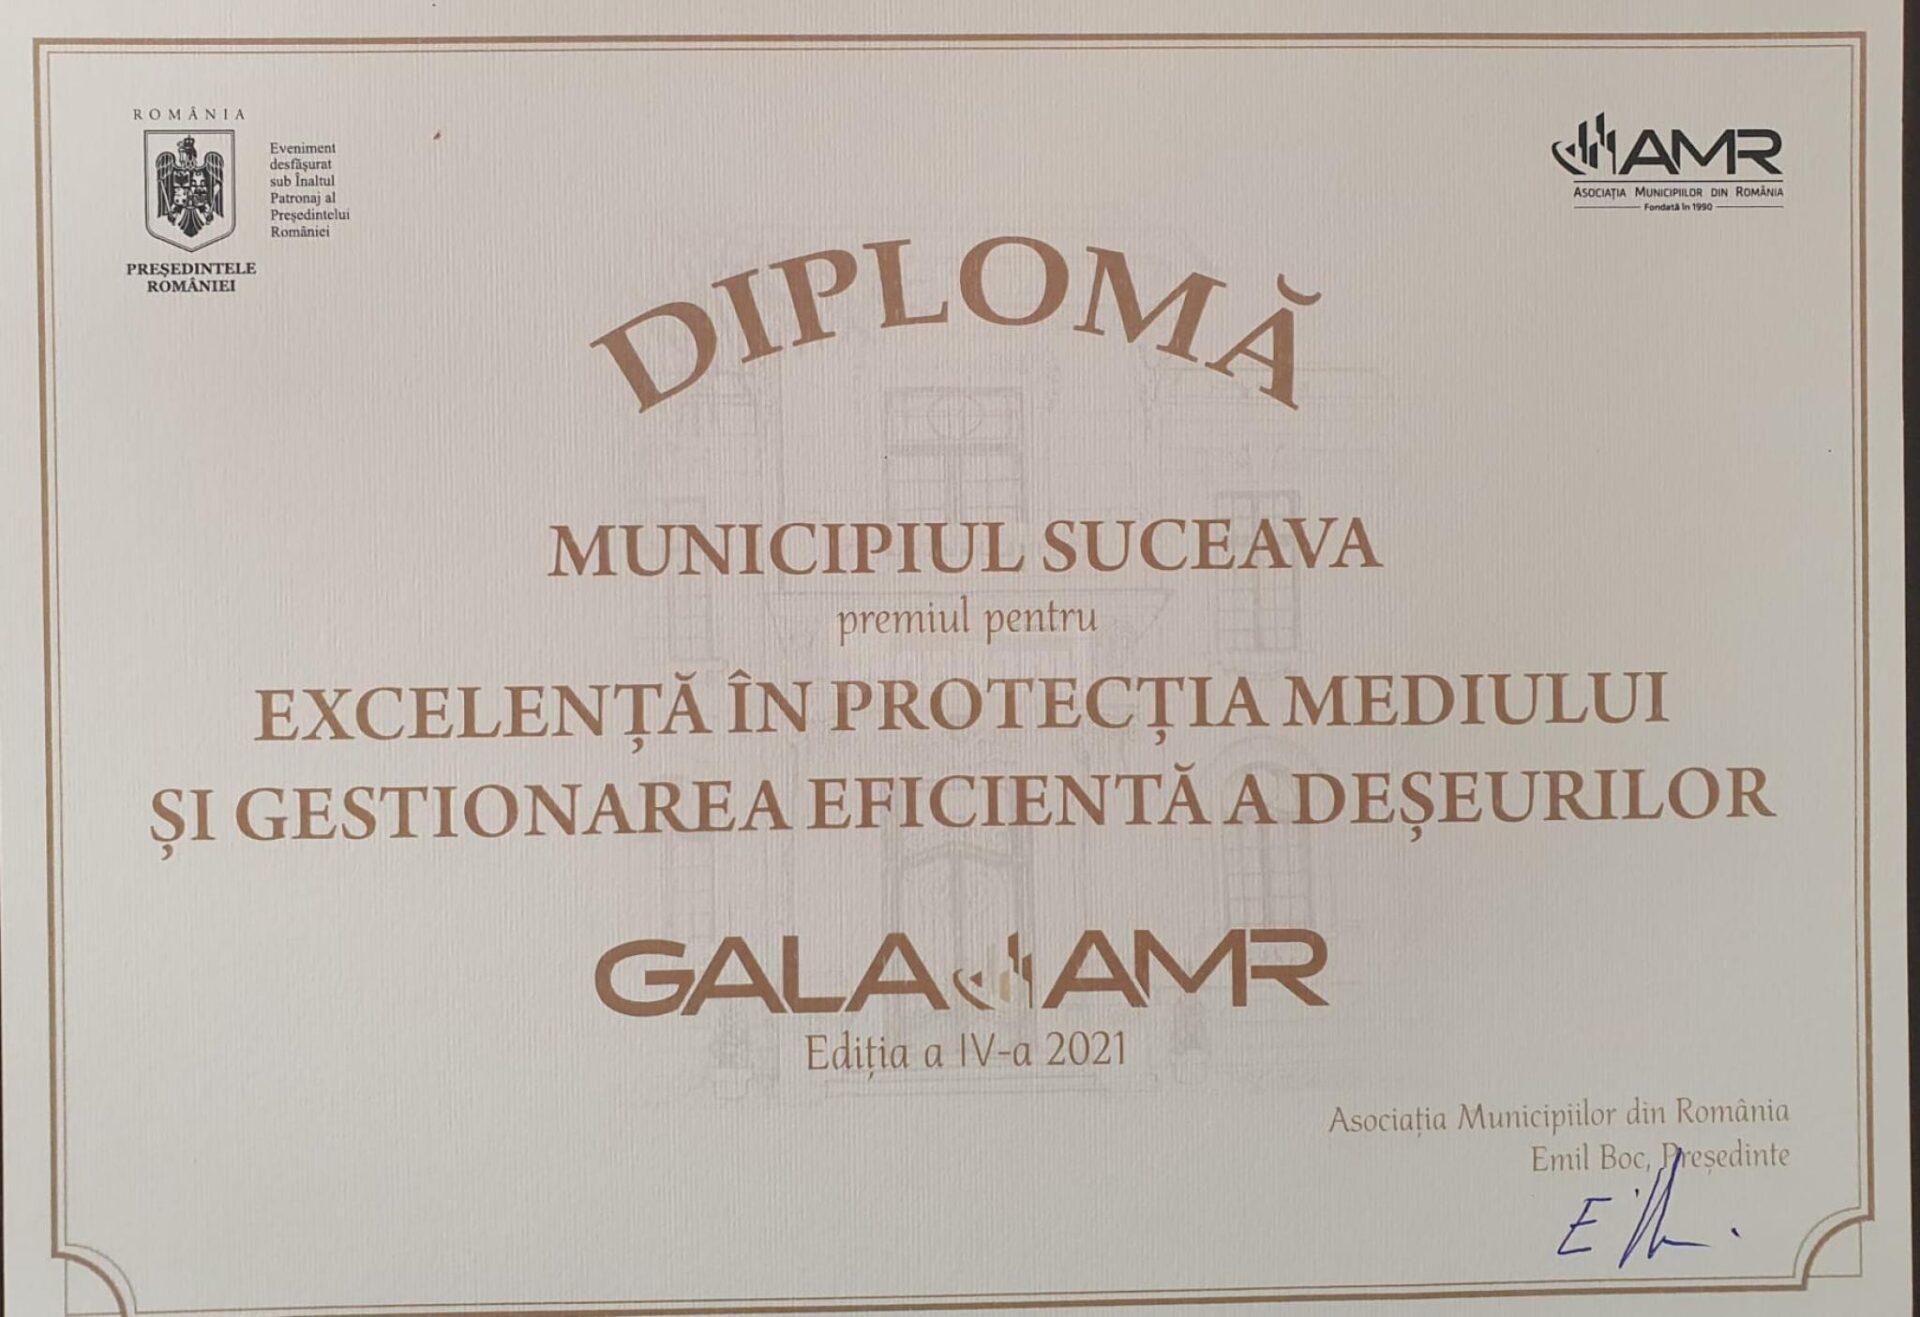 ROMÂNIA
Eveniment
desfășurat
sub Înaltul
Patronaj al
Președintelui
României
PREȘEDINTELE
ROMÂNIEI
AMR
ASOCIAȚIA MUNICIPIILOR DIN ROMÂNIA
Fondată în 1990
DIPLOMĂ
MUNICIPIUL SUCEAVA
premiul pentru
EXCELENȚĂ ÎN PROTECȚIA MEDIULUI
ȘI GESTIONAREA EFICIENTĂ A DEȘEURILOR
GALA AMR
Ediția a IV-a 2021
Asociația Municipiilor din România
Emil Boc, Președinte